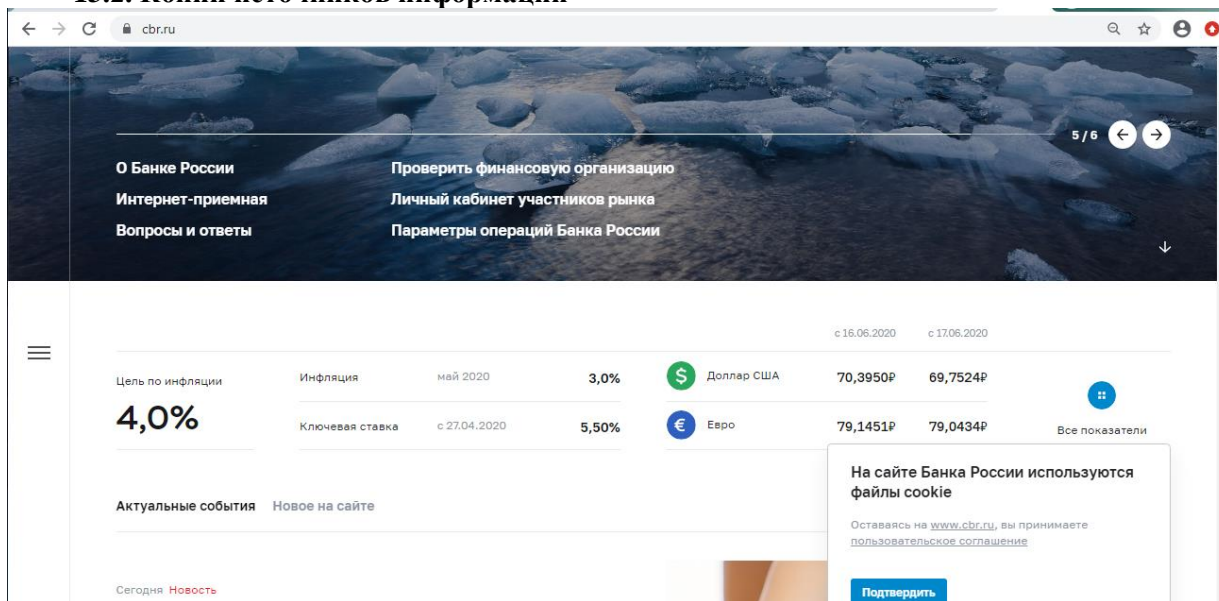 cbr.ru
5/6
О Банке России Проверить финансовую организацию
Интернет-приемная Личный кабинет участников рынка
Вопросы и ответы Параметры операций Банка России
с 16.06.2020 с 17.06.2020
Цель по инфляции Инфляция май 2020 3,0% $ Доллар США 70,3950₽ 69,7524₽
4,0% Ключевая ставка с 27.04.2020 5,50% € Евро 79,1451₽ 79,0434₽ Все показатели
На сайте Банка России используются
файлы cookie
Актуальные события Новое на сайте
Оставаясь на www.cbr.ru, вы принимаете
пользовательское соглашение
Сегодня Новость
Подтвердить